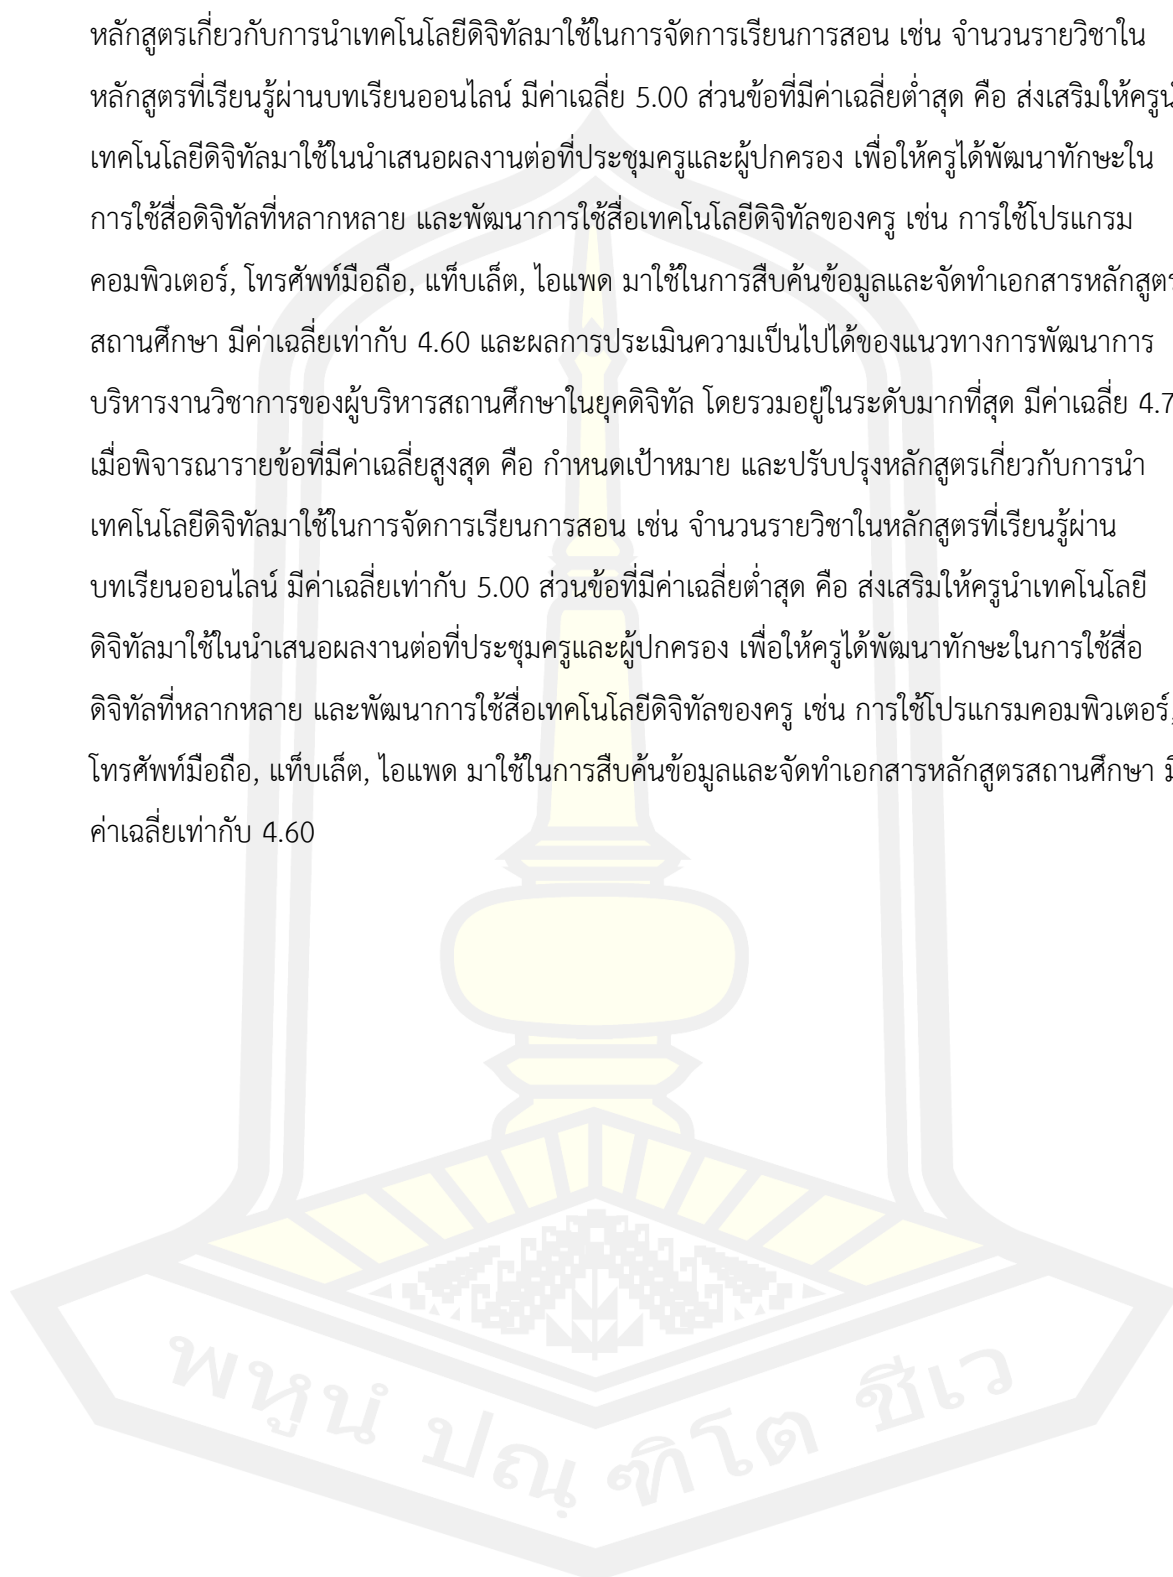 หลักสูตรเกี่ยวกับการนำเทคโนโลยีดิจิทัลมาใช้ในการจัดการเรียนการสอน เช่น จำนวนรายวิชาใน
หลักสูตรที่เรียนรู้ผ่านบทเรียนออนไลน์ มีค่าเฉลี่ย 5.00 ส่วนข้อที่มีค่าเฉลี่ยต่ำสุด คือ ส่งเสริมให้ครู
เทคโนโลยีดิจิทัลมาใช้ในนำเสนอผลงานต่อที่ประชุมครูและผู้ปกครอง เพื่อให้ครูได้พัฒนาทักษะใน
การใช้สื่อดิจิทัลที่หลากหลาย และพัฒนาการใช้สื่อเทคโนโลยีดิจิทัลของครู เช่น การใช้โปรแกรม
คอมพิวเตอร์, โทรศัพท์มือถือ, แท็บเล็ต, ไอแพด มาใช้ในการสืบค้นข้อมูลและจัดทำเอกสารหลักสูตร
สถานศึกษา มีค่าเฉลี่ยเท่ากับ 4.60 และผลการประเมินความเป็นไปได้ของแนวทางการพัฒนาการ
บริหารงานวิชาการของผู้บริหารสถานศึกษาในยุคดิจิทัล โดยรวมอยู่ในระดับมากที่สุด มีค่าเฉลี่ย
เมื่อพิจารณารายข้อที่มีค่าเฉลี่ยสูงสุด คือ กำหนดเป้าหมาย และปรับปรุงหลักสูตรเกี่ยวกับการนำ
เทคโนโลยีดิจิทัลมาใช้ในการจัดการเรียนการสอน เช่น จำนวนรายวิชาในหลักสูตรที่เรียนรู้ผ่าน
บทเรียนออนไลน์ มีค่าเฉลี่ยเท่ากับ 5.00 ส่วนข้อที่มีค่าเฉลี่ยต่ำสุด คือ ส่งเสริมให้ครูนำเทคโนโลยี
ดิจิทัลมาใช้ในนำเสนอผลงานต่อที่ประชุมครูและผู้ปกครอง เพื่อให้ครูได้พัฒนาทักษะในการใช้สื่อ
ดิจิทัลที่หลากหลาย และพัฒนาการใช้สื่อเทคโนโลยีดิจิทัลของครู เช่น การใช้โปรแกรมคอมพิวเตอร์,
โทรศัพท์มือถือ, แท็บเล็ต, ไอแพด มาใช้ในการสืบค้นข้อมูลและจัดทำเอกสารหลักสูตรสถานศึกษา
ค่าเฉลี่ยเท่ากับ 4.60
พหูนํ ปณฺฑิโต ชีเว